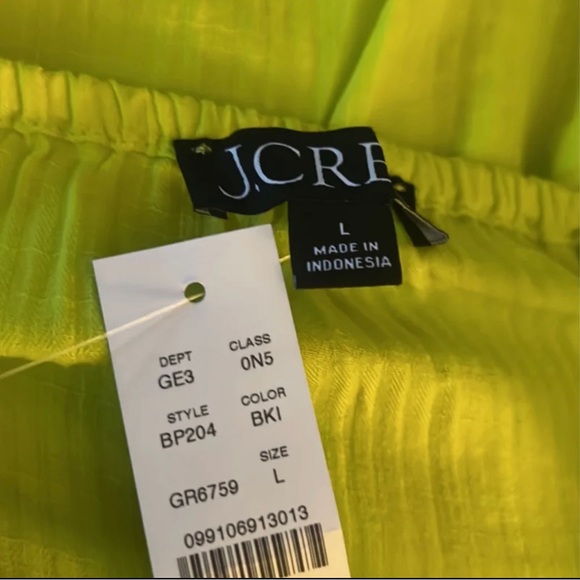 J.CRE
L
MADE IN
INDONESIA
DEPT CLASS
GE3 0N5
STYLE COLOR
BP204 BKI
SIZE
GR6759 L
099106913013